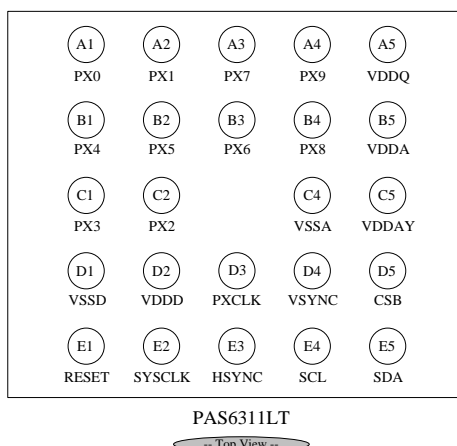 A1 A2 A3 A4 A5
PX0 PX1 PX7 PX9 VDDQ
B1 B2 B3 B4 B5
PX4 PX5 PX6 PX8 VDDA
C1 C2 C4 C5
PX3 PX2 VSSA VDDAY
D1 D2 D3 D4 D5
VSSD VDDD PXCLK VSYNC CSB
E1 E2 E3 E4 E5
RESET SYSCLK HSYNC SCL SDA
PAS6311LT
-- Top View --